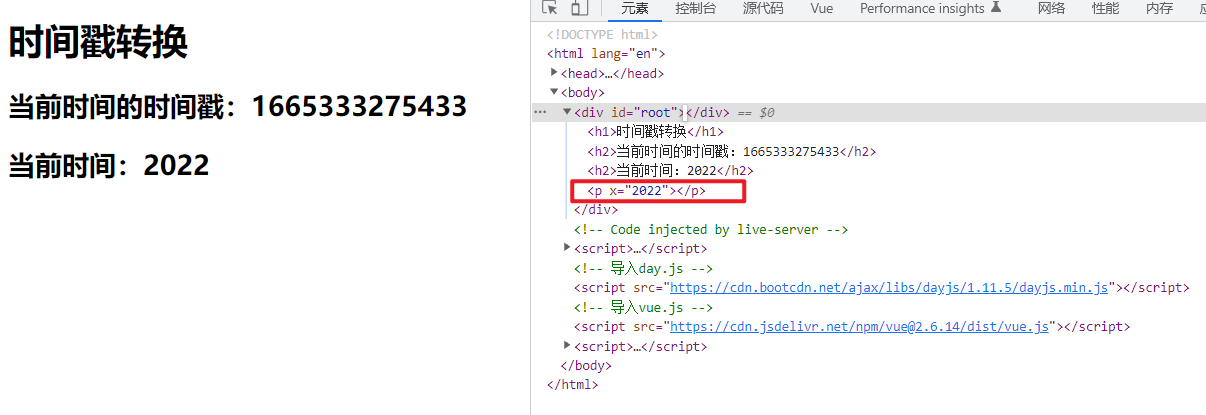 时间戳转换
当前时间的时间戳：1665333275433
当前时间：2022
元素 控制台 源代码 Vue Performance insights 网络 性能 内存
<!DOCTYPE html>
<html lang="en">
<head>…</head>
<body>
<div id="root"></div> == $0
<h1>时间戳转换</h1>
<h2>当前时间的时间戳：1665333275433</h2>
<h2>当前时间：2022</h2>
<p x="2022"></p>
</div>
<!-- Code injected by live-server -->
<script>…</script>
<!-- 导入day.js -->
<script src="https://cdn.bootcdn.net/ajax/libs/dayjs/1.11.5/dayjs.min.js"></script>
<!-- 导入vue.js -->
<script src="https://cdn.jsdelivr.net/npm/vue@2.6.14/dist/vue.js"></script>
<script>…</script>
</body>
</html>